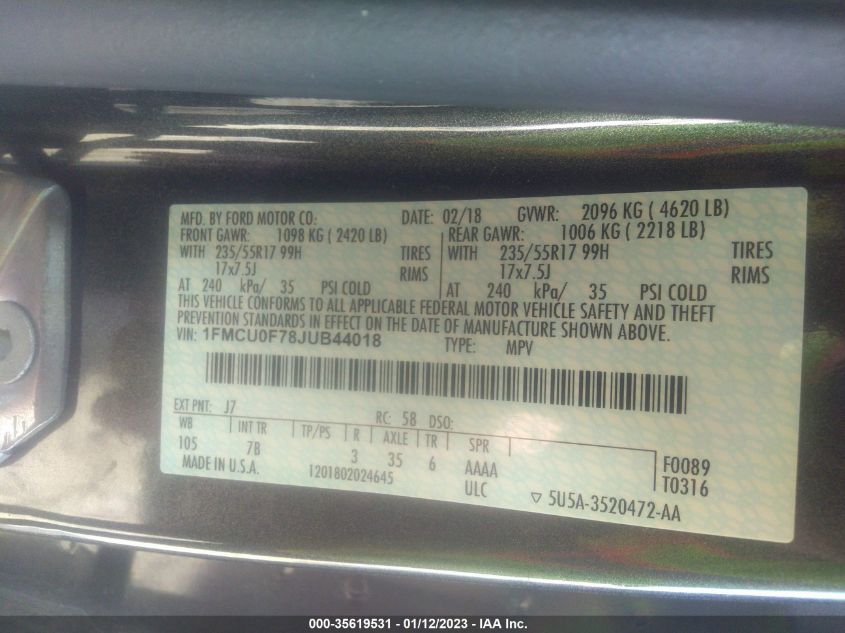 MFD. BY FORD MOTOR CO: DATE: 02/18 GVWR: 2096 KG ( 4620 LB)
FRONT GAWR: 1098 KG ( 2420 LB) REAR GAWR: 1006 KG ( 2218 LB)
WITH 235/55R17 99H TIRES WITH 235/55R17 99H TIRES
17x7.5J RIMS 17x7.5J RIMS
AT 240 kPa/ 35 PSI COLD AT 240 kPa/ 35 PSI COLD
THIS VEHICLE CONFORMS TO ALL APPLICABLE FEDERAL MOTOR VEHICLE SAFETY AND THEFT
PREVENTION STANDARDS IN EFFECT ON THE DATE OF MANUFACTURE SHOWN ABOVE.
VIN: 1FMCU0F78JUB44018 TYPE: MPV
EXT PNT: J7 RC: 58 DSO:
WB INT TR TP/PS R AXLE TR SPR
105 7B 3 35 6 AAAA F0089
MADE IN U.S.A. 1201802024645 ULC T0316
▽ 5U5A-3520472-AA
000-35619531 - 01/12/2023 - IAA Inc.